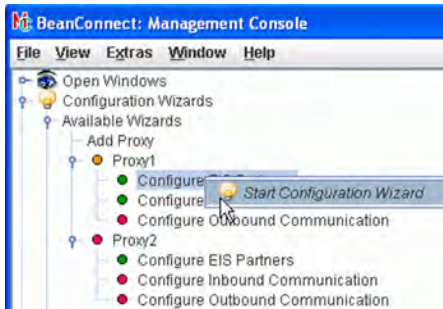 BeanConnect: Management Console
File View Extras Window Help
Open Windows
Configuration Wizards
Available Wizards
Add Proxy
Proxy1
Configure
Start Configuration Wizard
Configure
Configure Outbound Communication
Proxy2
Configure EIS Partners
Configure Inbound Communication
Configure Outbound Communication